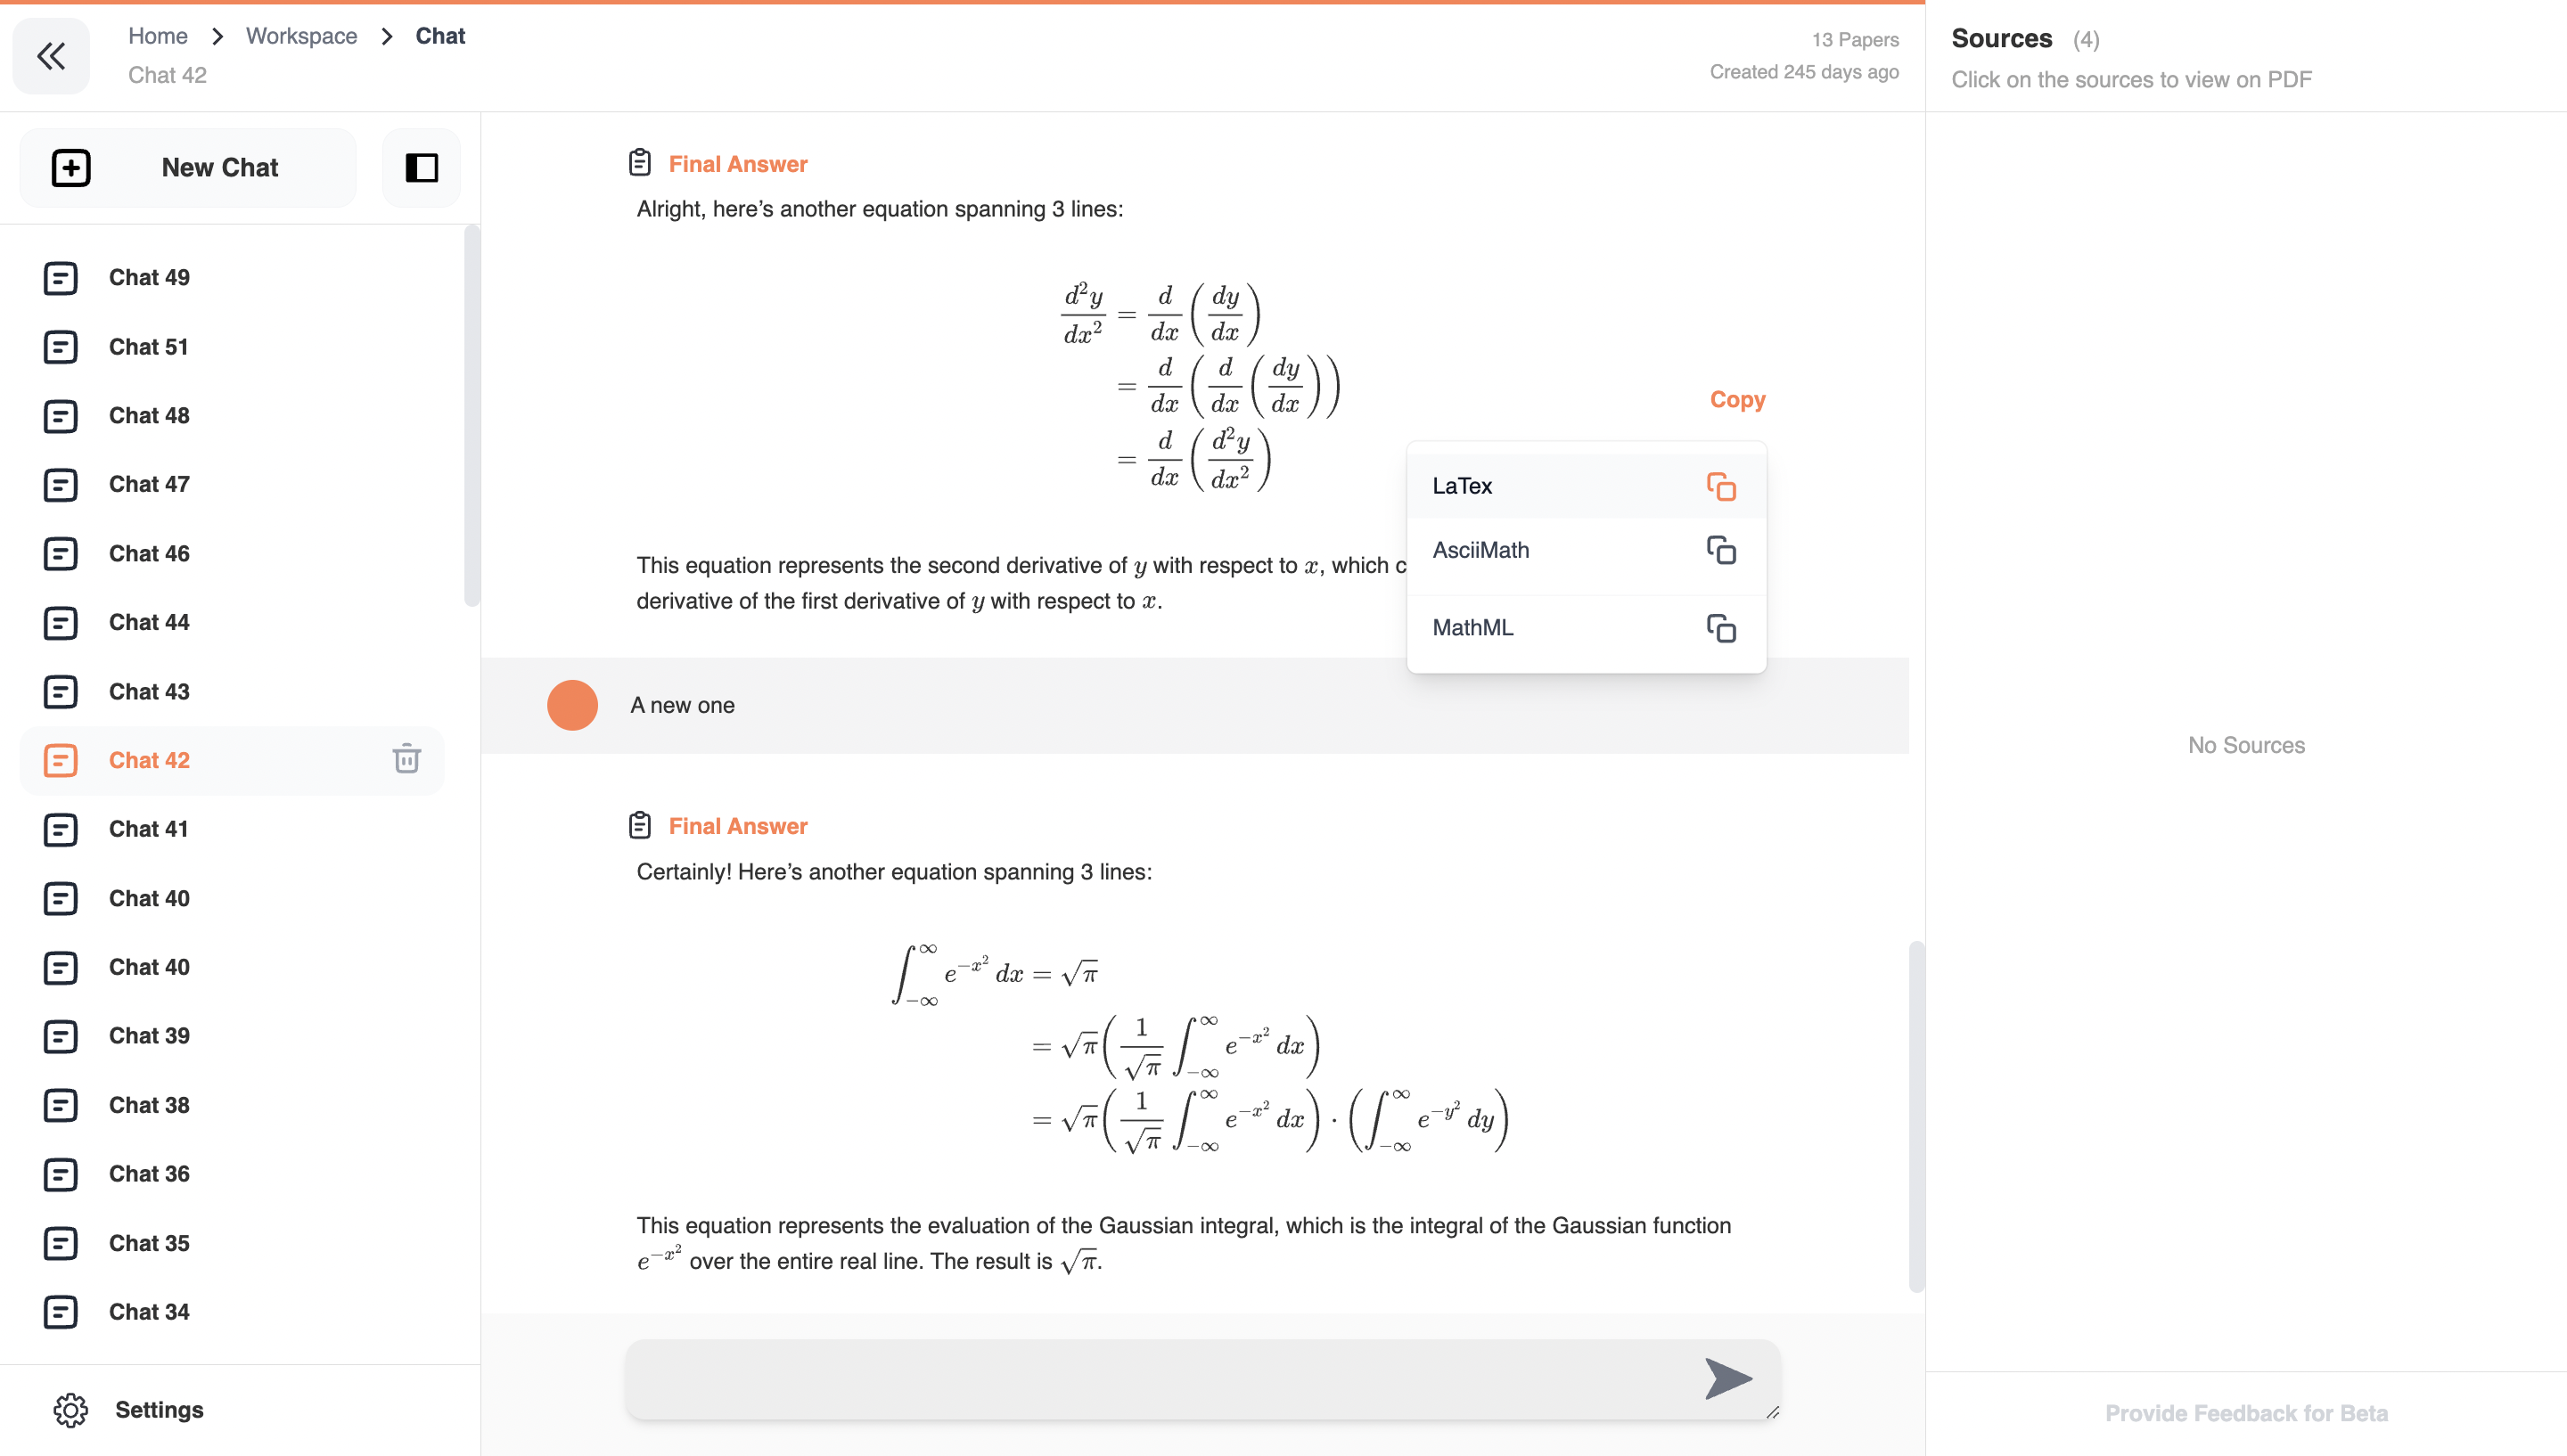 Home > Workspace > Chat
Chat 42
13 Papers
Created 245 days ago
New Chat
Chat 49
Chat 51
Chat 48
Chat 47
Chat 46
Chat 44
Chat 43
Chat 42
Chat 41
Chat 40
Chat 40
Chat 39
Chat 38
Chat 36
Chat 35
Chat 34
Settings
Final Answer
Alright, here’s another equation spanning 3 lines:
\frac{d^2y}{dx^2} = \frac{d}{dx}\left(\frac{dy}{dx}\right)
= \frac{d}{dx}\left(\frac{d}{dx}\left(\frac{dy}{dx}\right)\right)
= \frac{d}{dx}\left(\frac{d^2y}{dx^2}\right)
Copy
LaTex
AsciiMath
MathML
This equation represents the second derivative of y with respect to x, which c
derivative of the first derivative of y with respect to x.
A new one
Final Answer
Certainly! Here’s another equation spanning 3 lines:
\int_{-\infty}^{\infty} e^{-x^2} dx = \sqrt{\pi}
= \sqrt{\pi}\left(\frac{1}{\sqrt{\pi}}\int_{-\infty}^{\infty} e^{-x^2} dx\right)
= \sqrt{\pi}\left(\frac{1}{\sqrt{\pi}}\int_{-\infty}^{\infty} e^{-x^2} dx\right) \cdot \left(\int_{-\infty}^{\infty} e^{-y^2} dy\right)
This equation represents the evaluation of the Gaussian integral, which is the integral of the Gaussian function
e^{-x^2} over the entire real line. The result is \sqrt{\pi}.
Sources (4)
Click on the sources to view on PDF
No Sources
Provide Feedback for Beta